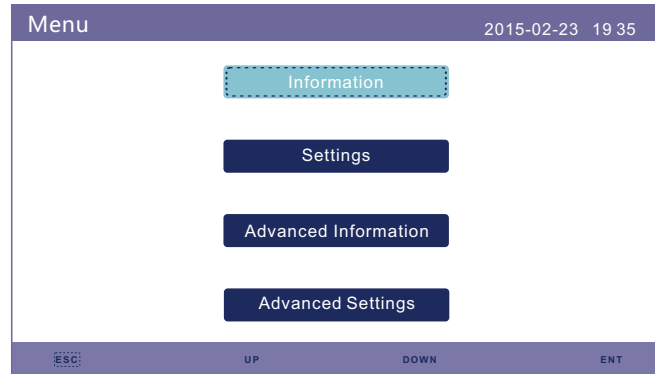 Menu 2015-02-23 19 35
Information
Settings
Advanced Information
Advanced Settings
ESC UP DOWN ENT